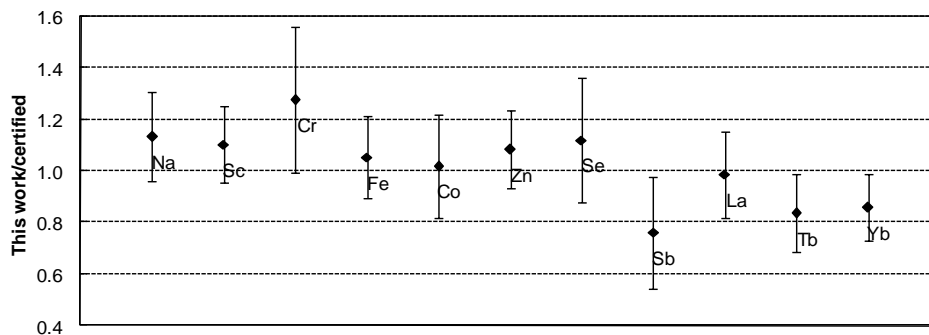 This work/certified
1.6
1.4
1.2
1.0
0.8
0.6
0.4
Na
Sc
Cr
Fe
Co
Zn
Se
Sb
La
Tb
Yb